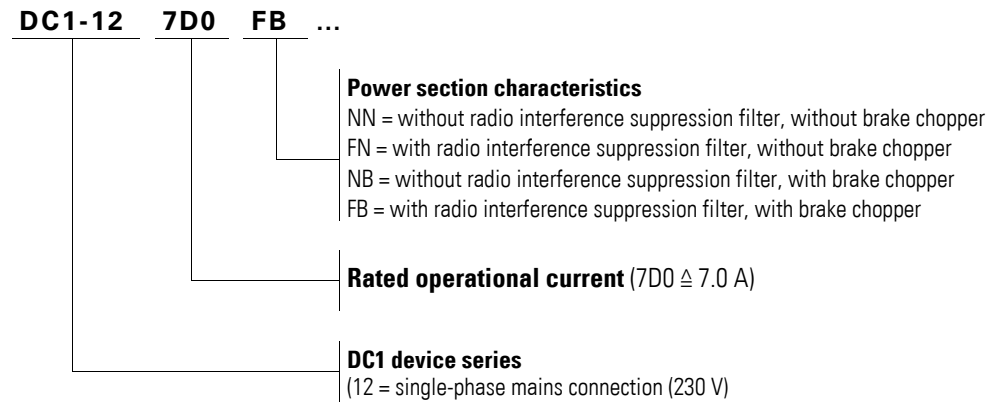 DC1-12 7D0 FB ...
Power section characteristics
NN = without radio interference suppression filter, without brake chopper
FN = with radio interference suppression filter, without brake chopper
NB = without radio interference suppression filter, with brake chopper
FB = with radio interference suppression filter, with brake chopper
Rated operational current (7D0 ≙ 7.0 A)
DC1 device series
(12 = single-phase mains connection (230 V)